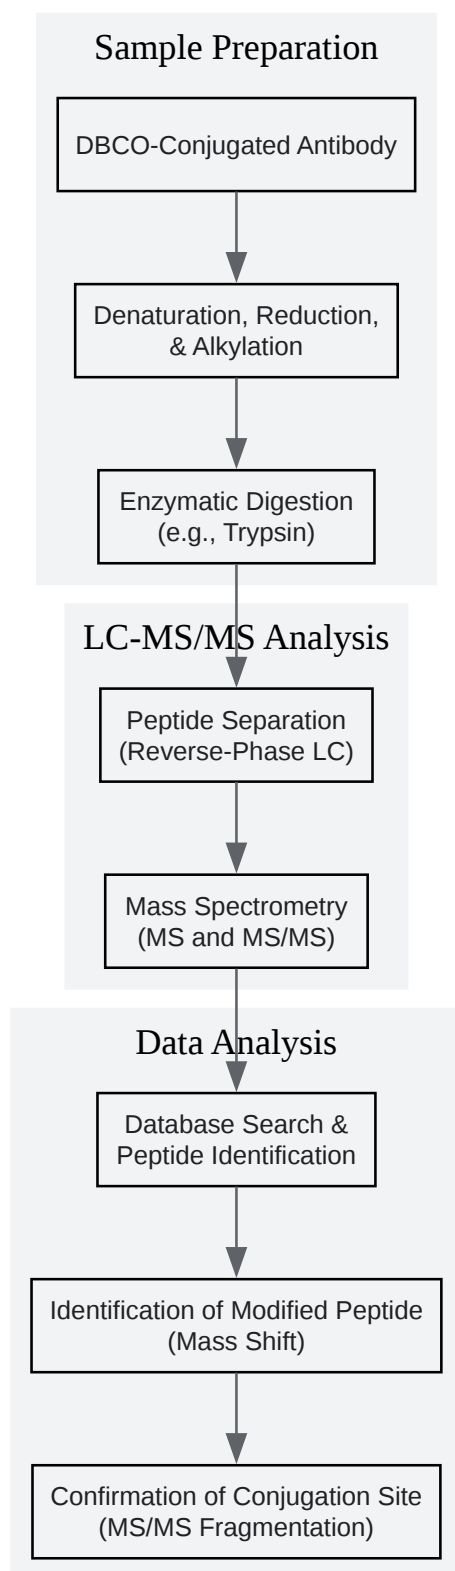 Sample Preparation
DBCO-Conjugated Antibody
Denaturation, Reduction,
& Alkylation
Enzymatic Digestion
(e.g., Trypsin)
LC-MS/MS Analysis
Peptide Separation
(Reverse-Phase LC)
Mass Spectrometry
(MS and MS/MS)
Data Analysis
Database Search &
Peptide Identification
Identification of Modified Peptide
(Mass Shift)
Confirmation of Conjugation Site
(MS/MS Fragmentation)